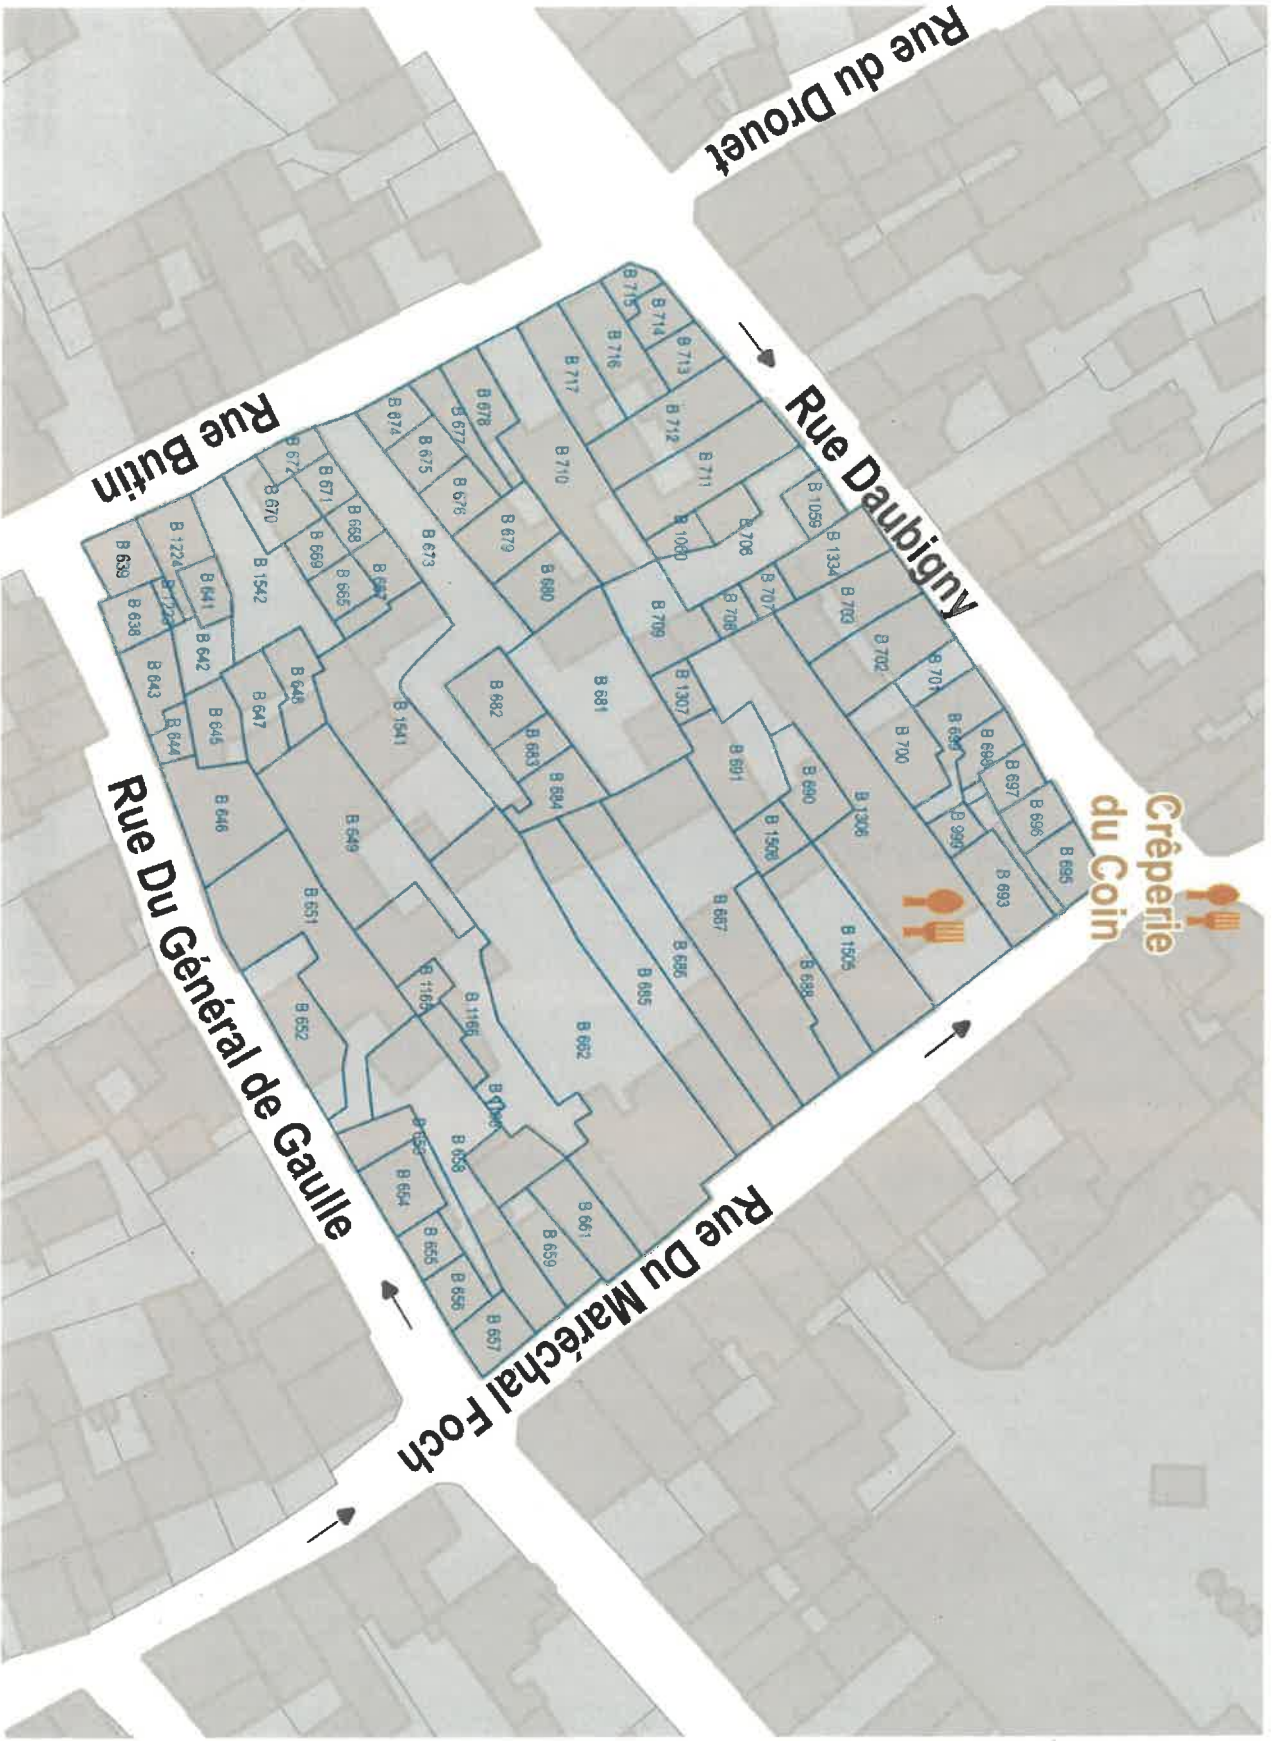 Rue du Drouet
Rue Daubigny
Crêperie
du Coin
Rue Butin
Rue Du Général de Gaulle
Rue Du Maréchal Foch
B 715
B 714
B 713
B 716
B 717
B 712
B 711
B 710
B 1059
B 1060
B 706
B 1334
B 707
B 708
B 703
B 709
B 702
B 701
B 1307
B 700
B 699
B 698
B 697
B 696
B 695
B 999
B 693
B 691
B 690
B 1306
B 1506
B 1505
B 688
B 687
B 686
B 685
B 678
B 677
B 674
B 675
B 676
B 679
B 680
B 673
B 681
B 682
B 683
B 684
B 672
B 671
B 670
B 668
B 669
B 667
B 665
B 1542
B 1541
B 639
B 1224
B 641
B 638
B 642
B 643
B 644
B 645
B 647
B 648
B 646
B 649
B 651
B 652
B 1165
B 1166
B 662
B 658
B 654
B 655
B 656
B 657
B 659
B 661